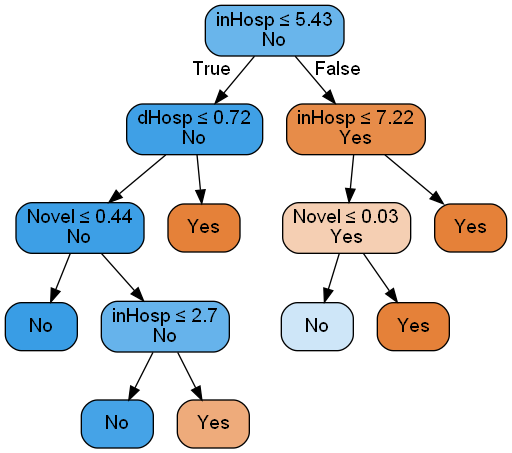 inHosp ≤ 5.43
No
True
False
dHosp ≤ 0.72
No
inHosp ≤ 7.22
Yes
Novel ≤ 0.44
No
Yes
Novel ≤ 0.03
Yes
Yes
No
inHosp ≤ 2.7
No
No
Yes
No
Yes